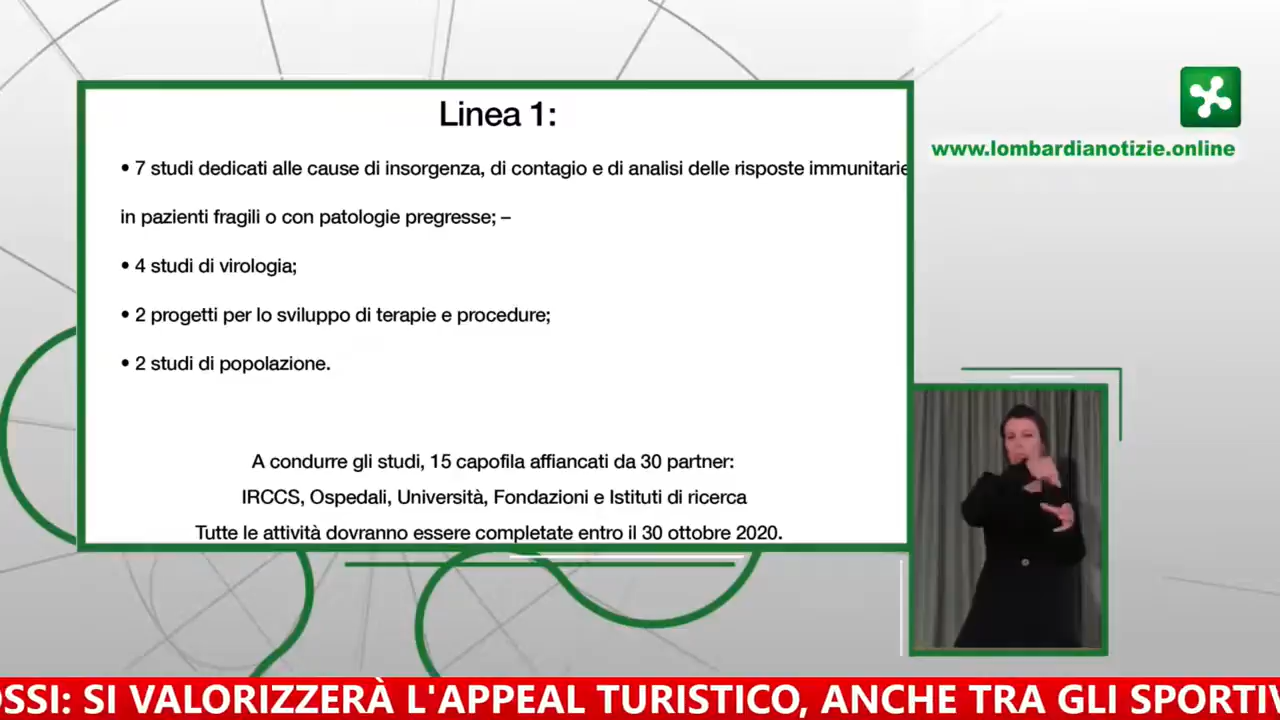 Linea 1:
• 7 studi dedicati alle cause di insorgenza, di contagio e di analisi delle risposte immunitarie
in pazienti fragili o con patologie pregresse; –
• 4 studi di virologia;
• 2 progetti per lo sviluppo di terapie e procedure;
• 2 studi di popolazione.
A condurre gli studi, 15 capofila affiancati da 30 partner:
IRCCS, Ospedali, Università, Fondazioni e Istituti di ricerca
Tutte le attività dovranno essere completate entro il 30 ottobre 2020.
www.lombardianotizie.online
OSSI: SI VALORIZZERÀ L'APPEAL TURISTICO, ANCHE TRA GLI SPORTIV